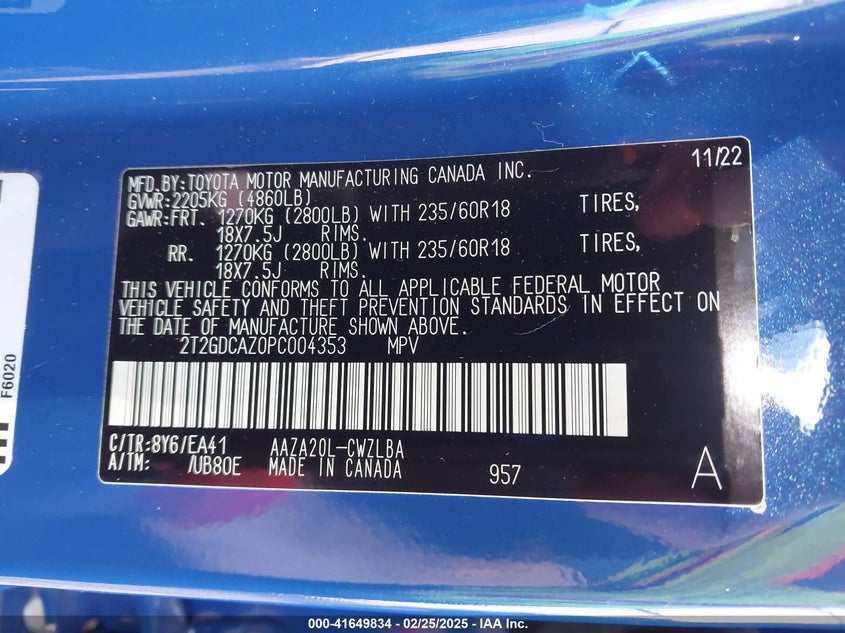 MFD.BY:TOYOTA MOTOR MANUFACTURING CANADA INC. 11/22
GVWR:2205KG (4860LB)
GAWR:FRT. 1270KG (2800LB) WITH 235/60R18 TIRES,
18X7.5J RIMS.
RR. 1270KG (2800LB) WITH 235/60R18 TIRES,
18X7.5J RIMS.
THIS VEHICLE CONFORMS TO ALL APPLICABLE FEDERAL MOTOR
VEHICLE SAFETY AND THEFT PREVENTION STANDARDS IN EFFECT ON
THE DATE OF MANUFACTURE SHOWN ABOVE.
2T2GDCAZ0PC004353 MPV
C/TR:8Y6/EA41 AAZA20L-CWZLBA
A/TM: /UB80E MADE IN CANADA 957 A
F6020
000-41649834 - 02/25/2025 - IAA Inc.